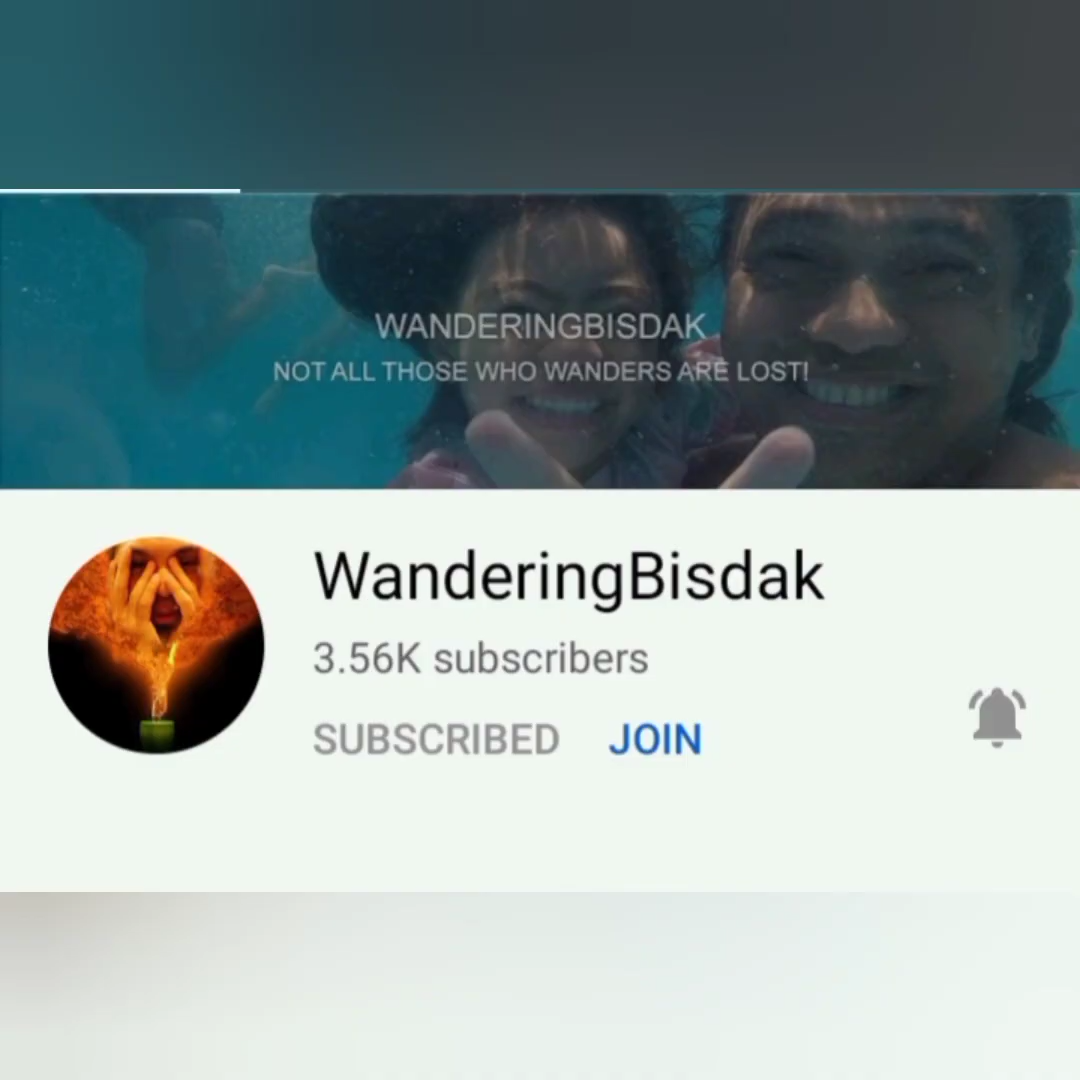 WANDERINGBISDAK
NOT ALL THOSE WHO WANDERS ARE LOST!
WanderingBisdak
3.56K subscribers
SUBSCRIBED JOIN